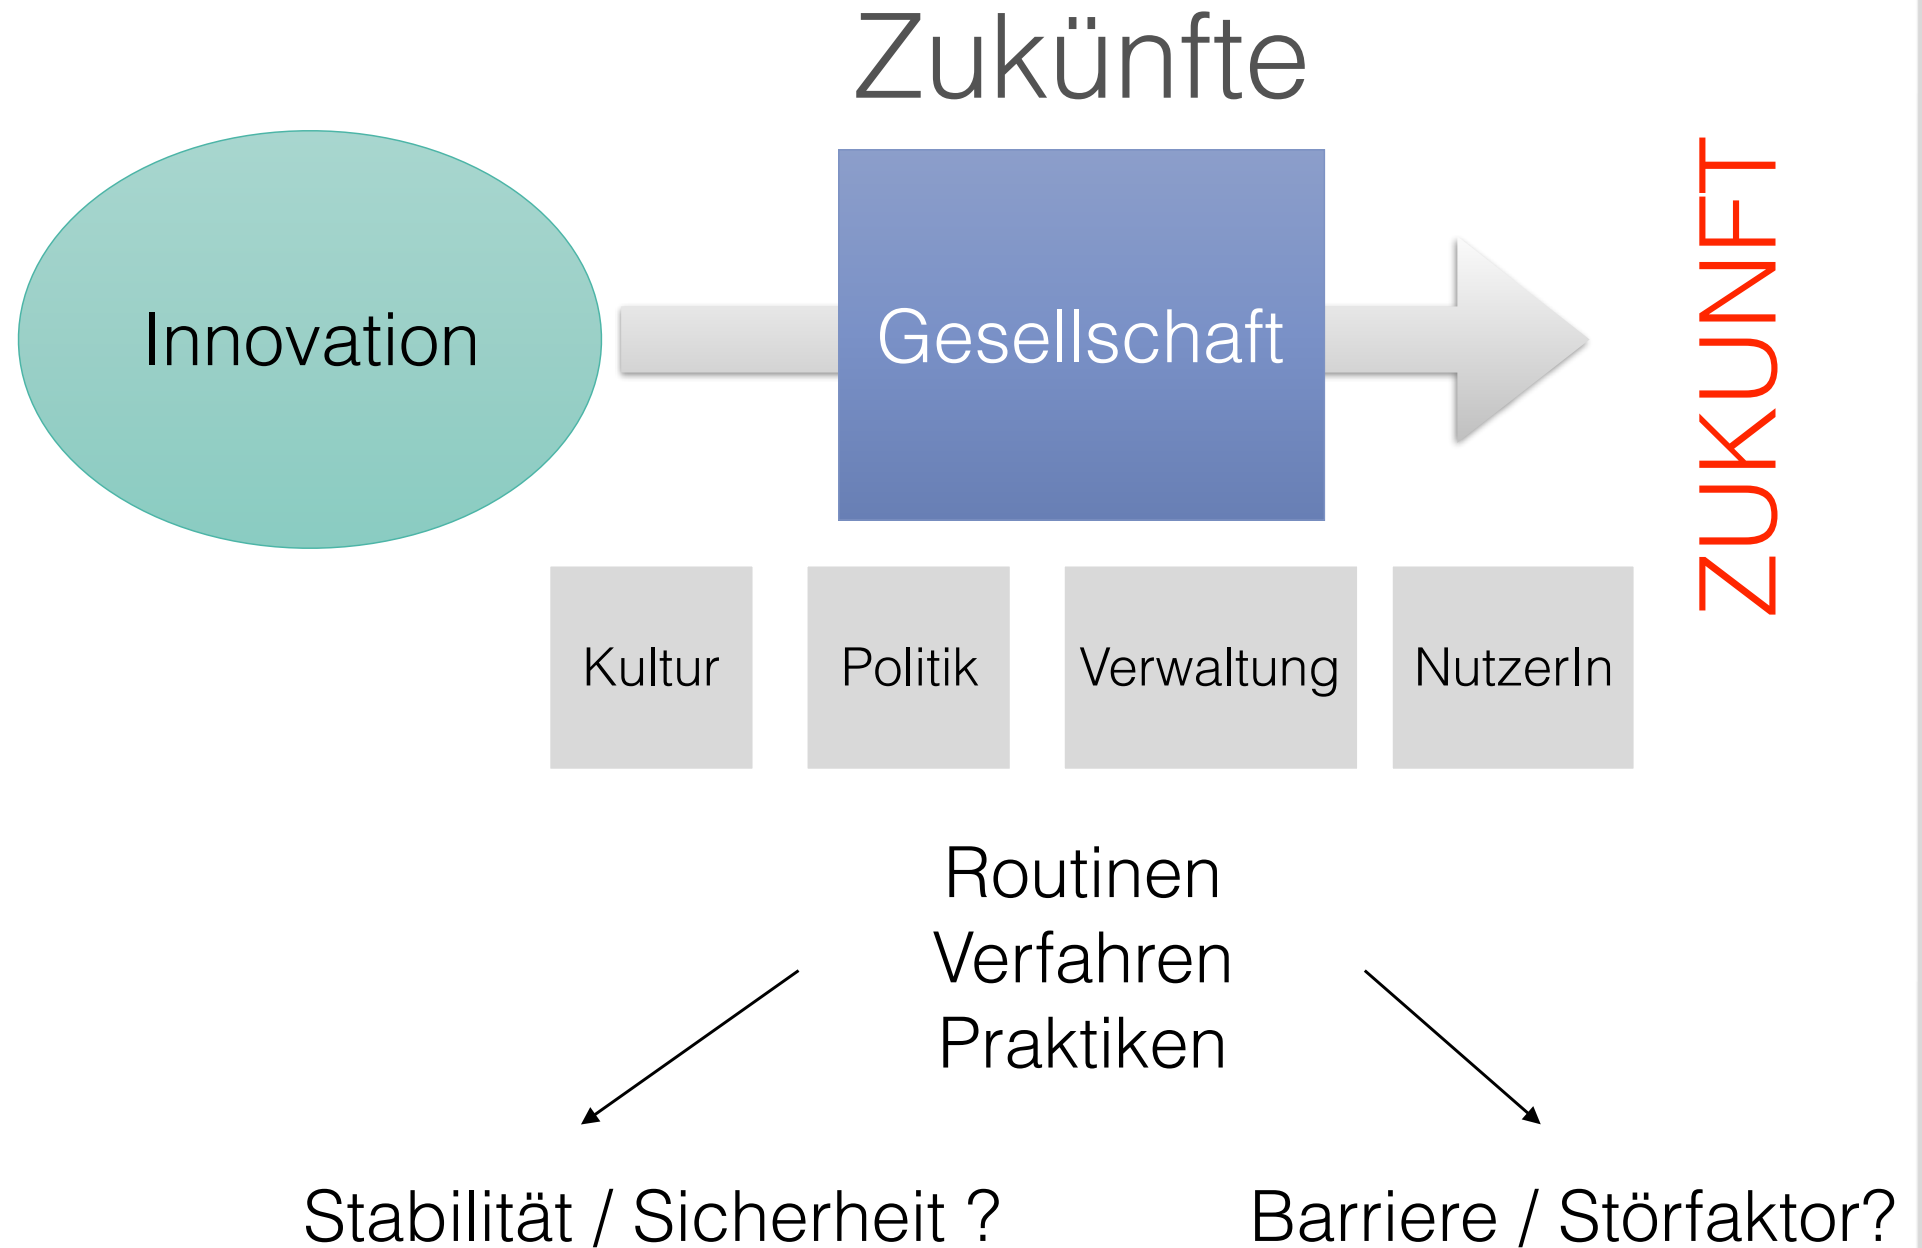 Zukünfte
Innovation
Gesellschaft
ZUKUNFT
Kultur
Politik
Verwaltung
NutzerIn
Routinen
Verfahren
Praktiken
Stabilität / Sicherheit ?
Barriere / Störfaktor?